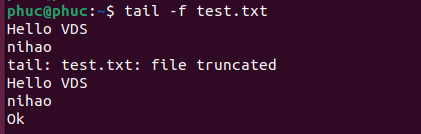 phuc@phuc:~$ tail -f test.txt
Hello VDS
nihao
tail: test.txt: file truncated
Hello VDS
nihao
Ok